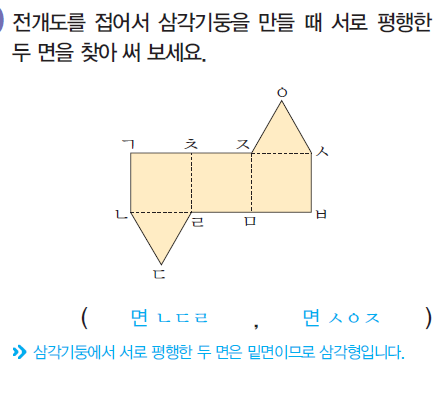 전개도를 접어서 삼각기둥을 만들 때 서로 평행한
두 면을 찾아 써 보세요.
ㅇ
ㄱ ㅊ ㅈ ㅅ
ㄴ ㄹ ㅁ ㅂ
ㄷ
( 면 ㄴㄷㄹ , 면 ㅅㅇㅈ )
» 삼각기둥에서 서로 평행한 두 면은 밑면이므로 삼각형입니다.